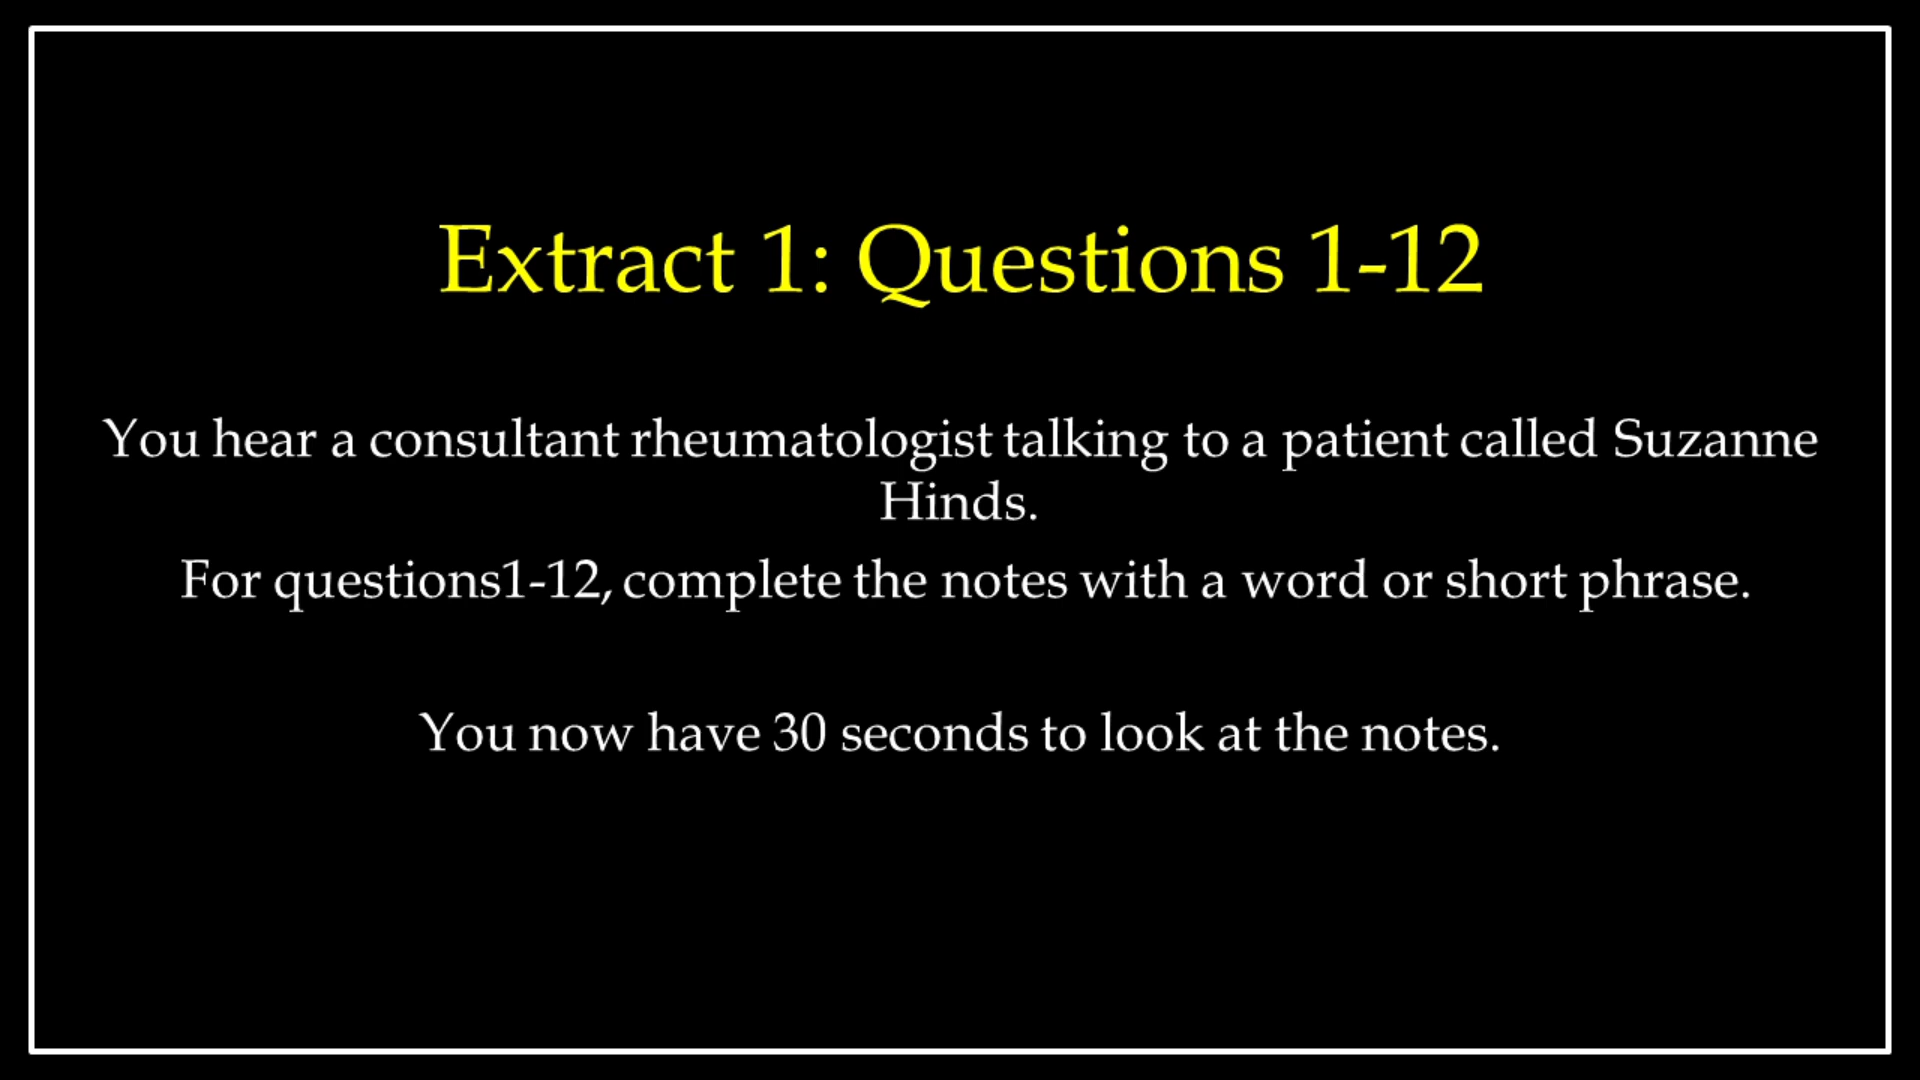 Extract 1: Questions 1-12
You hear a consultant rheumatologist talking to a patient called Suzanne
Hinds.
For questions1-12, complete the notes with a word or short phrase.
You now have 30 seconds to look at the notes.